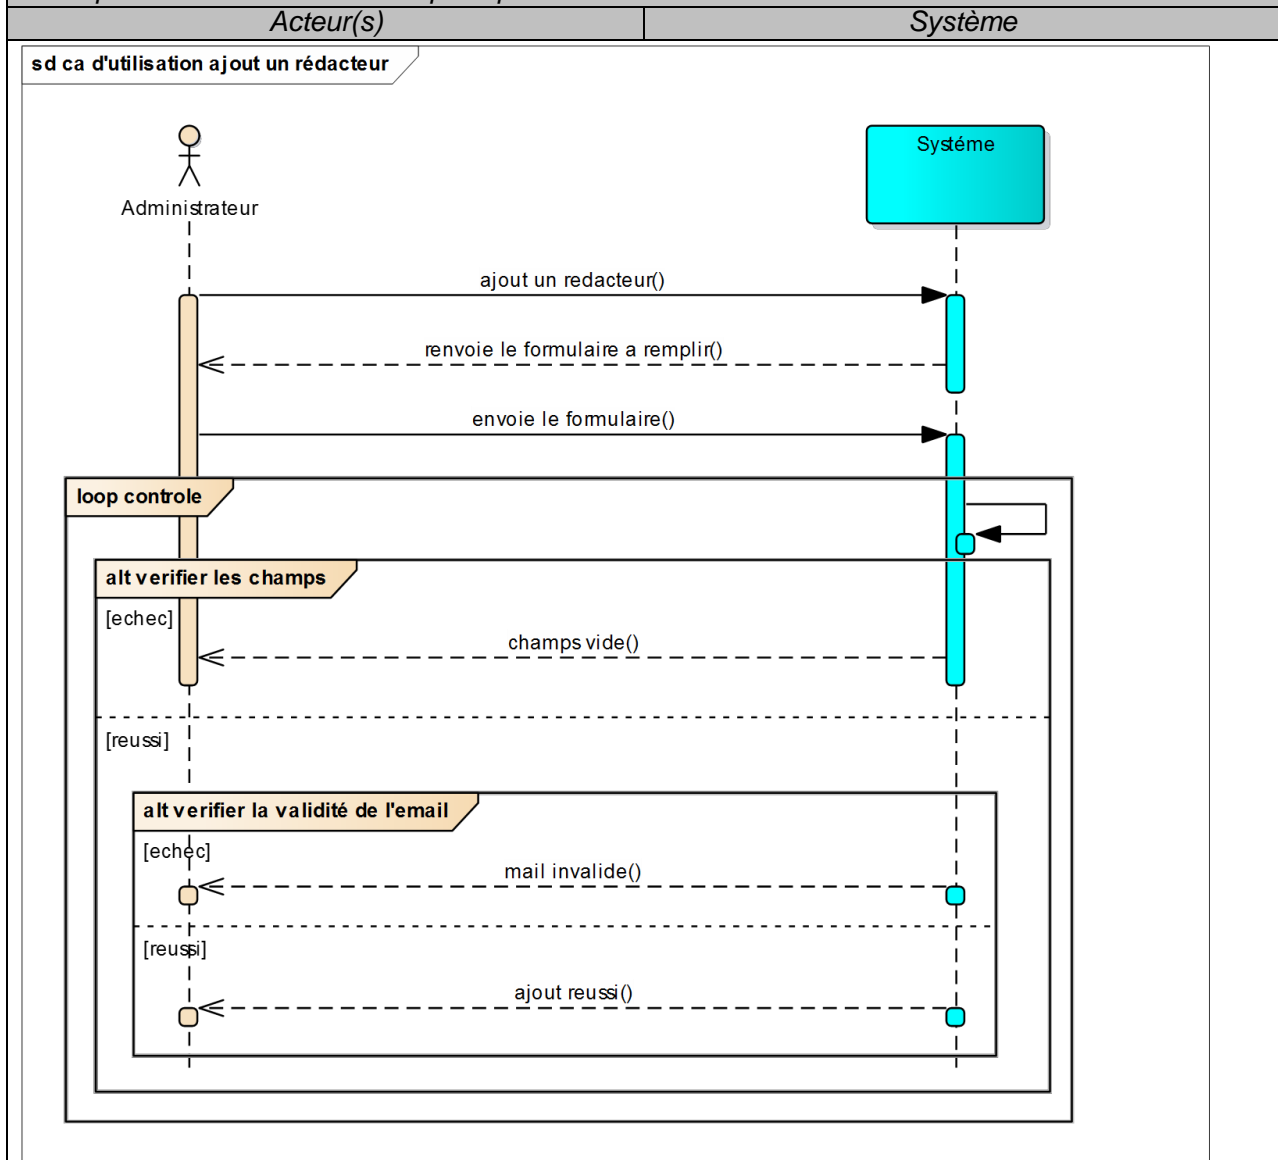 Acteur(s)
Système
sd ca d'utilisation ajout un rédacteur
Systéme
Administrateur
ajout un redacteur()
renvoie le formulaire a remplir()
envoie le formulaire()
loop controle
alt verifier les champs
[echec]
champs vide()
[reussi]
alt verifier la validité de l'email
[echec]
mail invalide()
[reussi]
ajout reussi()